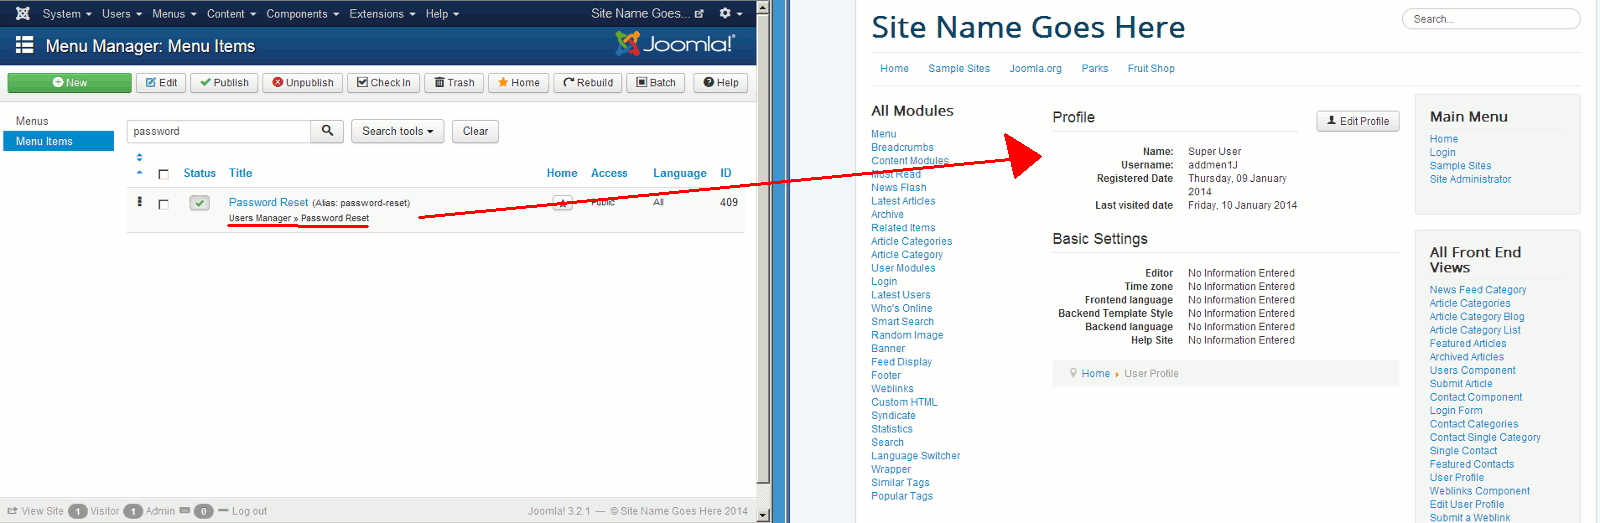 System Users Menus Content Components Extensions Help Site Name Goes...
Menu Manager: Menu Items Joomla!
New Edit Publish Unpublish Check In Trash Home Rebuild Batch Help
Menus
Menu Items
password Search tools Clear
Status Title Home Access Language ID
Password Reset (Alias: password-reset) Public All 409
Users Manager » Password Reset
View Site 1 Visitor 1 Admin 0 Log out Joomla! 3.2.1 — © Site Name Goes Here 2014
Site Name Goes Here
Search...
Home Sample Sites Joomla.org Parks Fruit Shop
All Modules
Menu
Breadcrumbs
Content Modules
Most Read
News Flash
Latest Articles
Archive
Related Items
Article Categories
Article Category
User Modules
Login
Latest Users
Who's Online
Smart Search
Random Image
Banner
Feed Display
Footer
Weblinks
Custom HTML
Syndicate
Statistics
Search
Language Switcher
Wrapper
Similar Tags
Popular Tags
Profile
Edit Profile
Name: Super User
Username: addmen1J
Registered Date Thursday, 09 January
2014
Last visited date Friday, 10 January 2014
Basic Settings
Editor No Information Entered
Time zone No Information Entered
Frontend language No Information Entered
Backend Template Style No Information Entered
Backend language No Information Entered
Help Site No Information Entered
Home User Profile
Main Menu
Home
Login
Sample Sites
Site Administrator
All Front End
Views
News Feed Category
Article Categories
Article Category Blog
Article Category List
Featured Articles
Archived Articles
Users Component
Submit Article
Contact Component
Login Form
Contact Categories
Contact Single Category
Single Contact
Featured Contacts
User Profile
Weblinks Component
Edit User Profile
Submit a Weblink